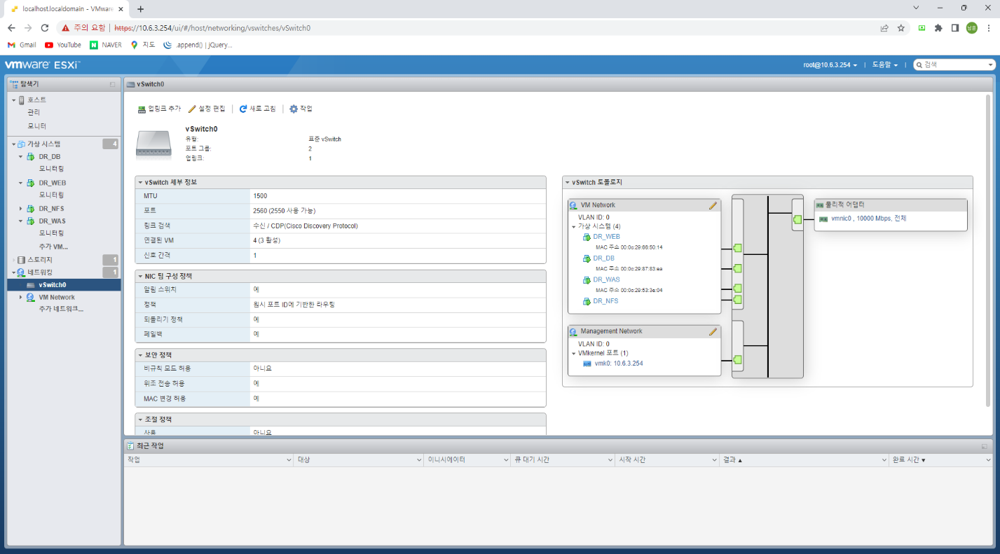 localhost.localdomain - VMware
주의 요함 | https://10.6.3.254/ui/#/host/networking/vswitches/vSwitch0
남훈
Gmail YouTube NAVER 지도 .append() | jQuery...
vmware ESXi™
root@10.6.3.254 | 도움말 | 검색
탐색기
호스트
관리
모니터
가상 시스템 4
DR_DB
모니터링
DR_WEB
모니터링
DR_NFS
DR_WAS
모니터링
추가 VM...
스토리지 1
네트워킹 1
vSwitch0
VM Network
추가 네트워크...
vSwitch0
업링크 추가 설정 편집 | 새로 고침 | 작업
vSwitch0
유형: 표준 vSwitch
포트 그룹: 2
업링크: 1
vSwitch 세부 정보
MTU 1500
포트 2560 (2550 사용 가능)
링크 검색 수신 / CDP(Cisco Discovery Protocol)
연결된 VM 4 (3 활성)
신호 간격 1
NIC 팀 구성 정책
알림 스위치 예
정책 원시 포트 ID에 기반한 라우팅
되돌리기 정책 예
페일백 예
보안 정책
비규칙 모드 허용 아니요
위조 전송 허용 예
MAC 변경 허용 예
조절 정책
사용 아니요
vSwitch 토폴로지
VM Network
VLAN ID: 0
가상 시스템 (4)
DR_WEB
MAC 주소 00:0c:29:66:50:14
DR_DB
MAC 주소 00:0c:29:87:83:ea
DR_WAS
MAC 주소 00:0c:29:53:3e:04
DR_NFS
Management Network
VLAN ID: 0
VMkernel 포트 (1)
vmk0: 10.6.3.254
물리적 어댑터
vmnic0 , 10000 Mbps, 전체
최근 작업
작업 대상 이니시에이터 큐 대기 시간 시작 시간 결과 ▲ 완료 시간 ▼